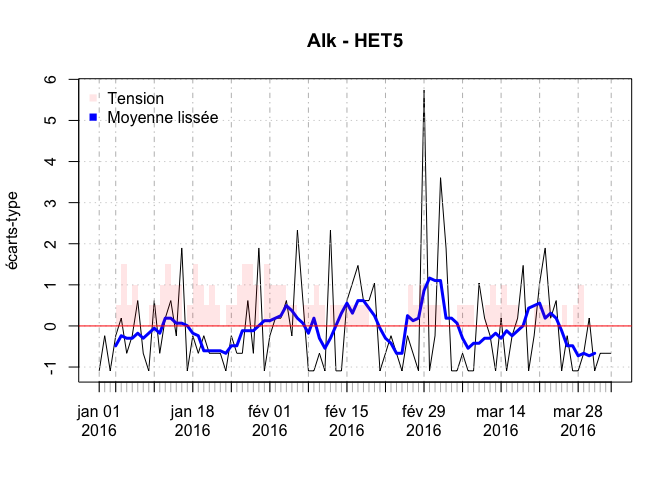 Alk - HET5
Tension
Moyenne lissée
écarts-type
6
5
4
3
2
1
0
-1
jan 01 2016
jan 18 2016
fév 01 2016
fév 15 2016
fév 29 2016
mar 14 2016
mar 28 2016